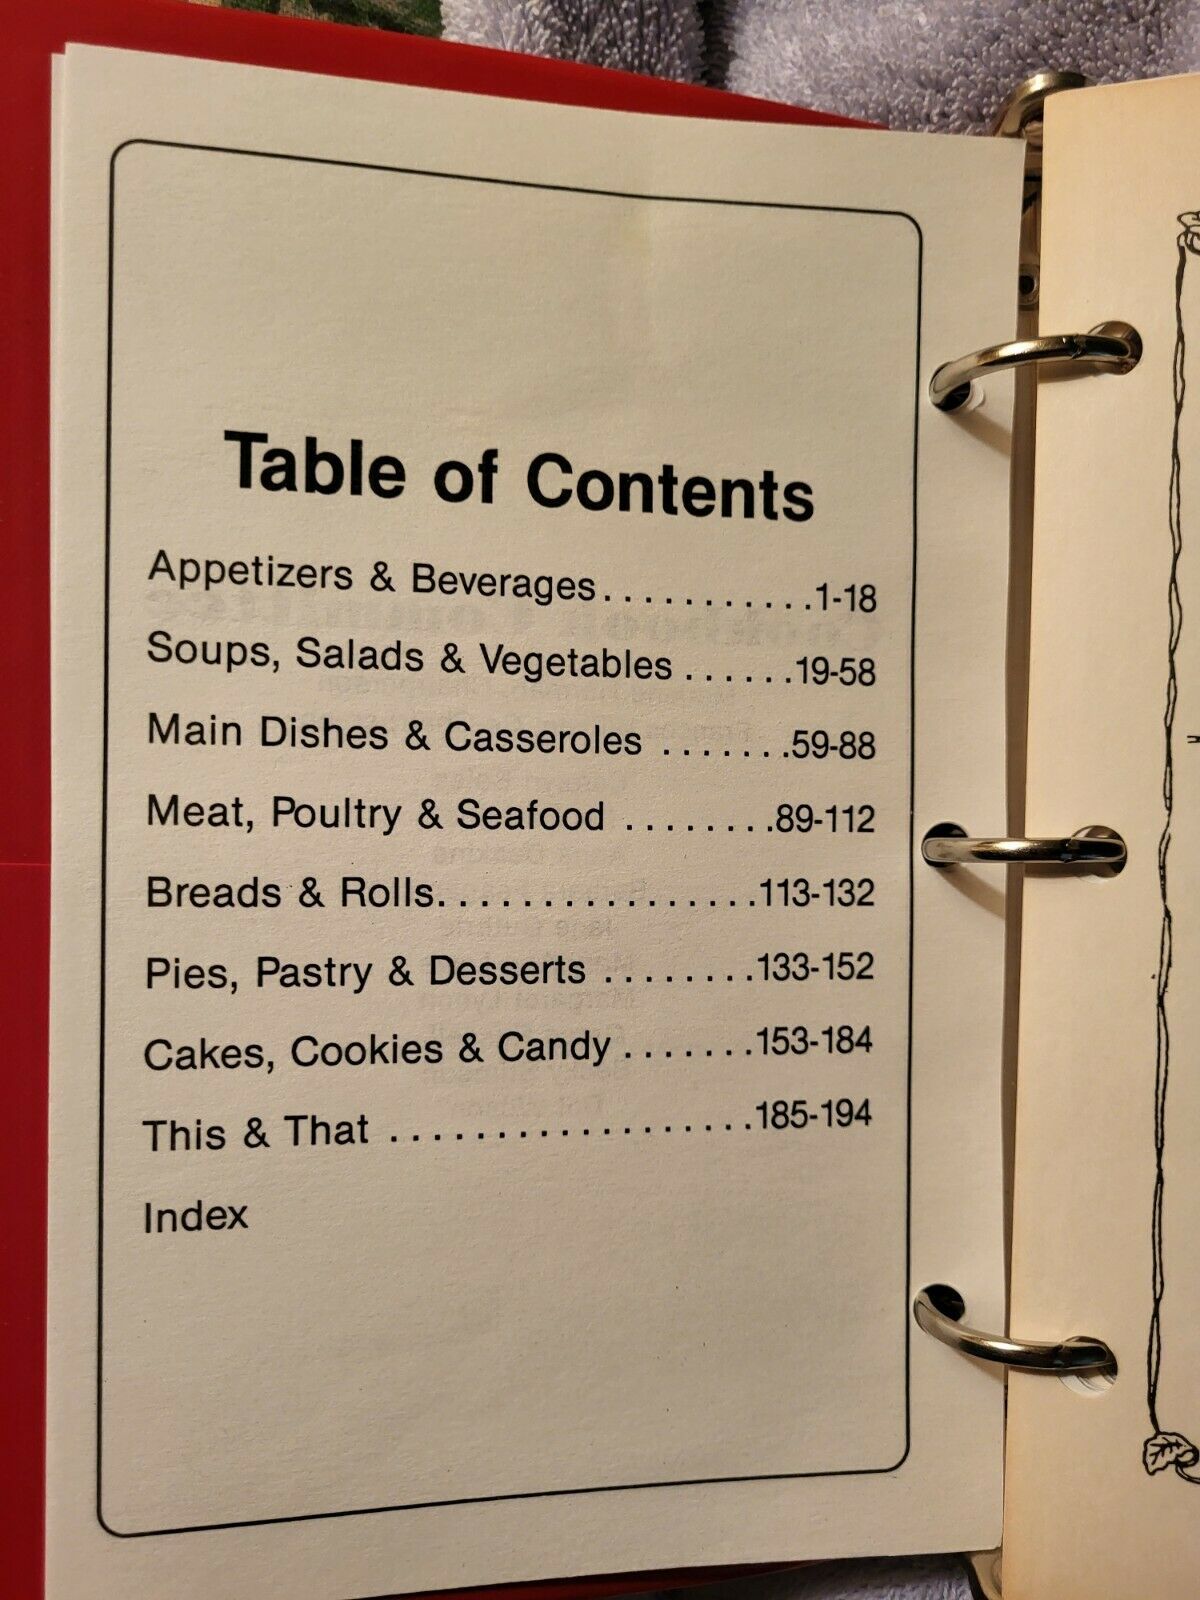 Table of Contents
Appetizers & Beverages...........1-18
Soups, Salads & Vegetables ......19-58
Main Dishes & Casseroles .......59-88
Meat, Poultry & Seafood ........89-112
Breads & Rolls................113-132
Pies, Pastry & Desserts ........133-152
Cakes, Cookies & Candy .......153-184
This & That ...................185-194
Index